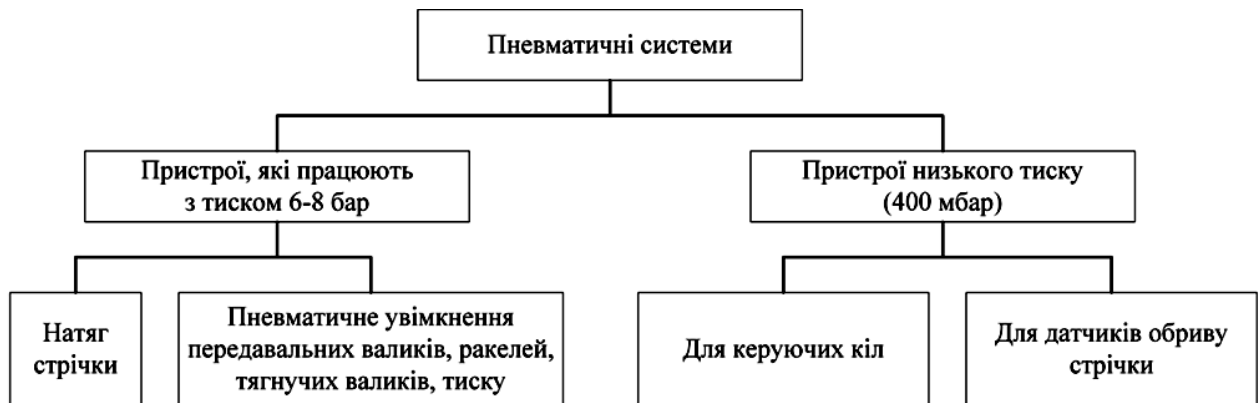 Пневматичні системи
Пристрої, які працюють
з тиском 6-8 бар
Пристрої низького тиску
(400 мбар)
Натяг
стрічки
Пневматичне увімкнення
передавальних валиків, ракелей,
тягнучих валиків, тиску
Для керуючих кіл
Для датчиків обриву
стрічки